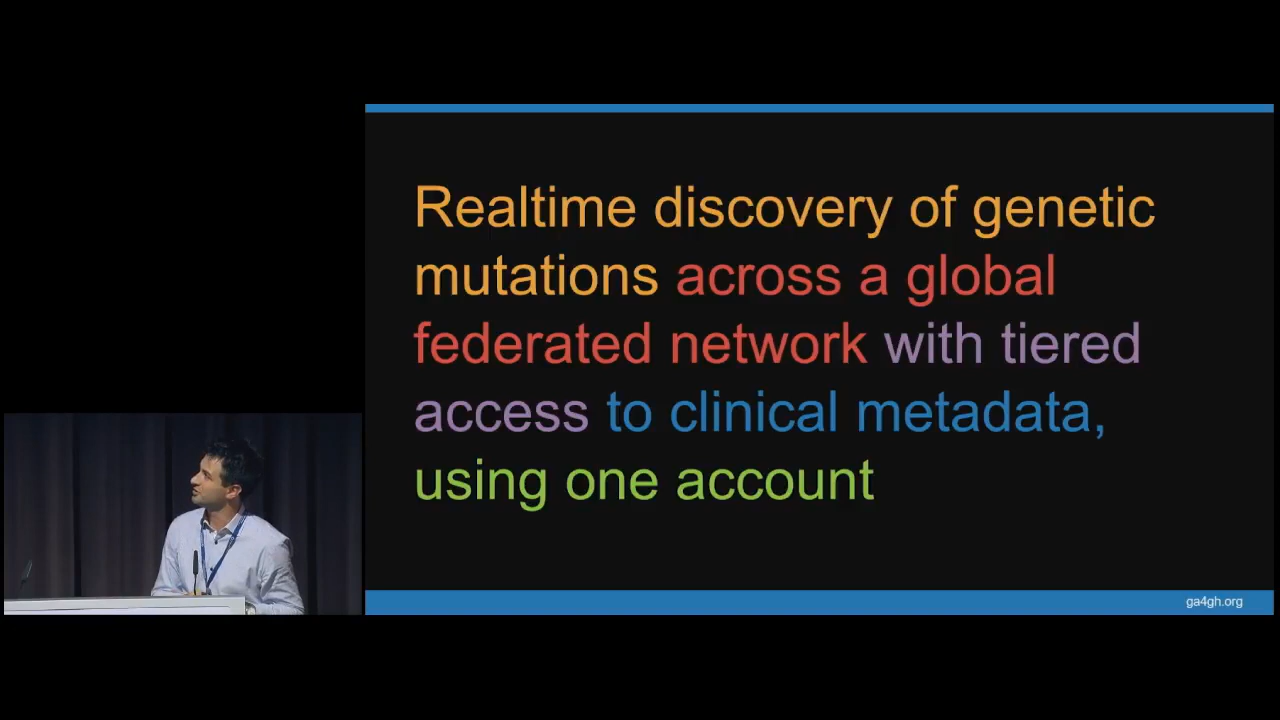 Realtime discovery of genetic
mutations across a global
federated network with tiered
access to clinical metadata,
using one account
ga4gh.org